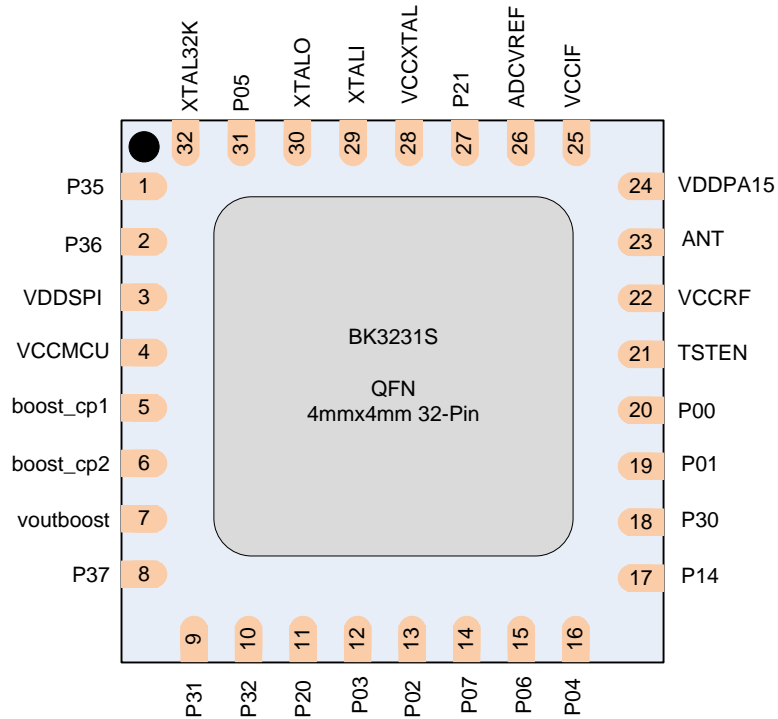 XTAL32K
P05
XTALO
XTALI
VCCXTAL
P21
ADCVREF
VCCIF
32
31
30
29
28
27
26
25
P35
1
P36
2
VDDSPI
3
VCCMCU
4
boost_cp1
5
boost_cp2
6
voutboost
7
P37
8
BK3231S
QFN
4mmx4mm 32-Pin
24
VDDPA15
23
ANT
22
VCCRF
21
TSTEN
20
P00
19
P01
18
P30
17
P14
9
10
11
12
13
14
15
16
P31
P32
P20
P03
P02
P07
P06
P04